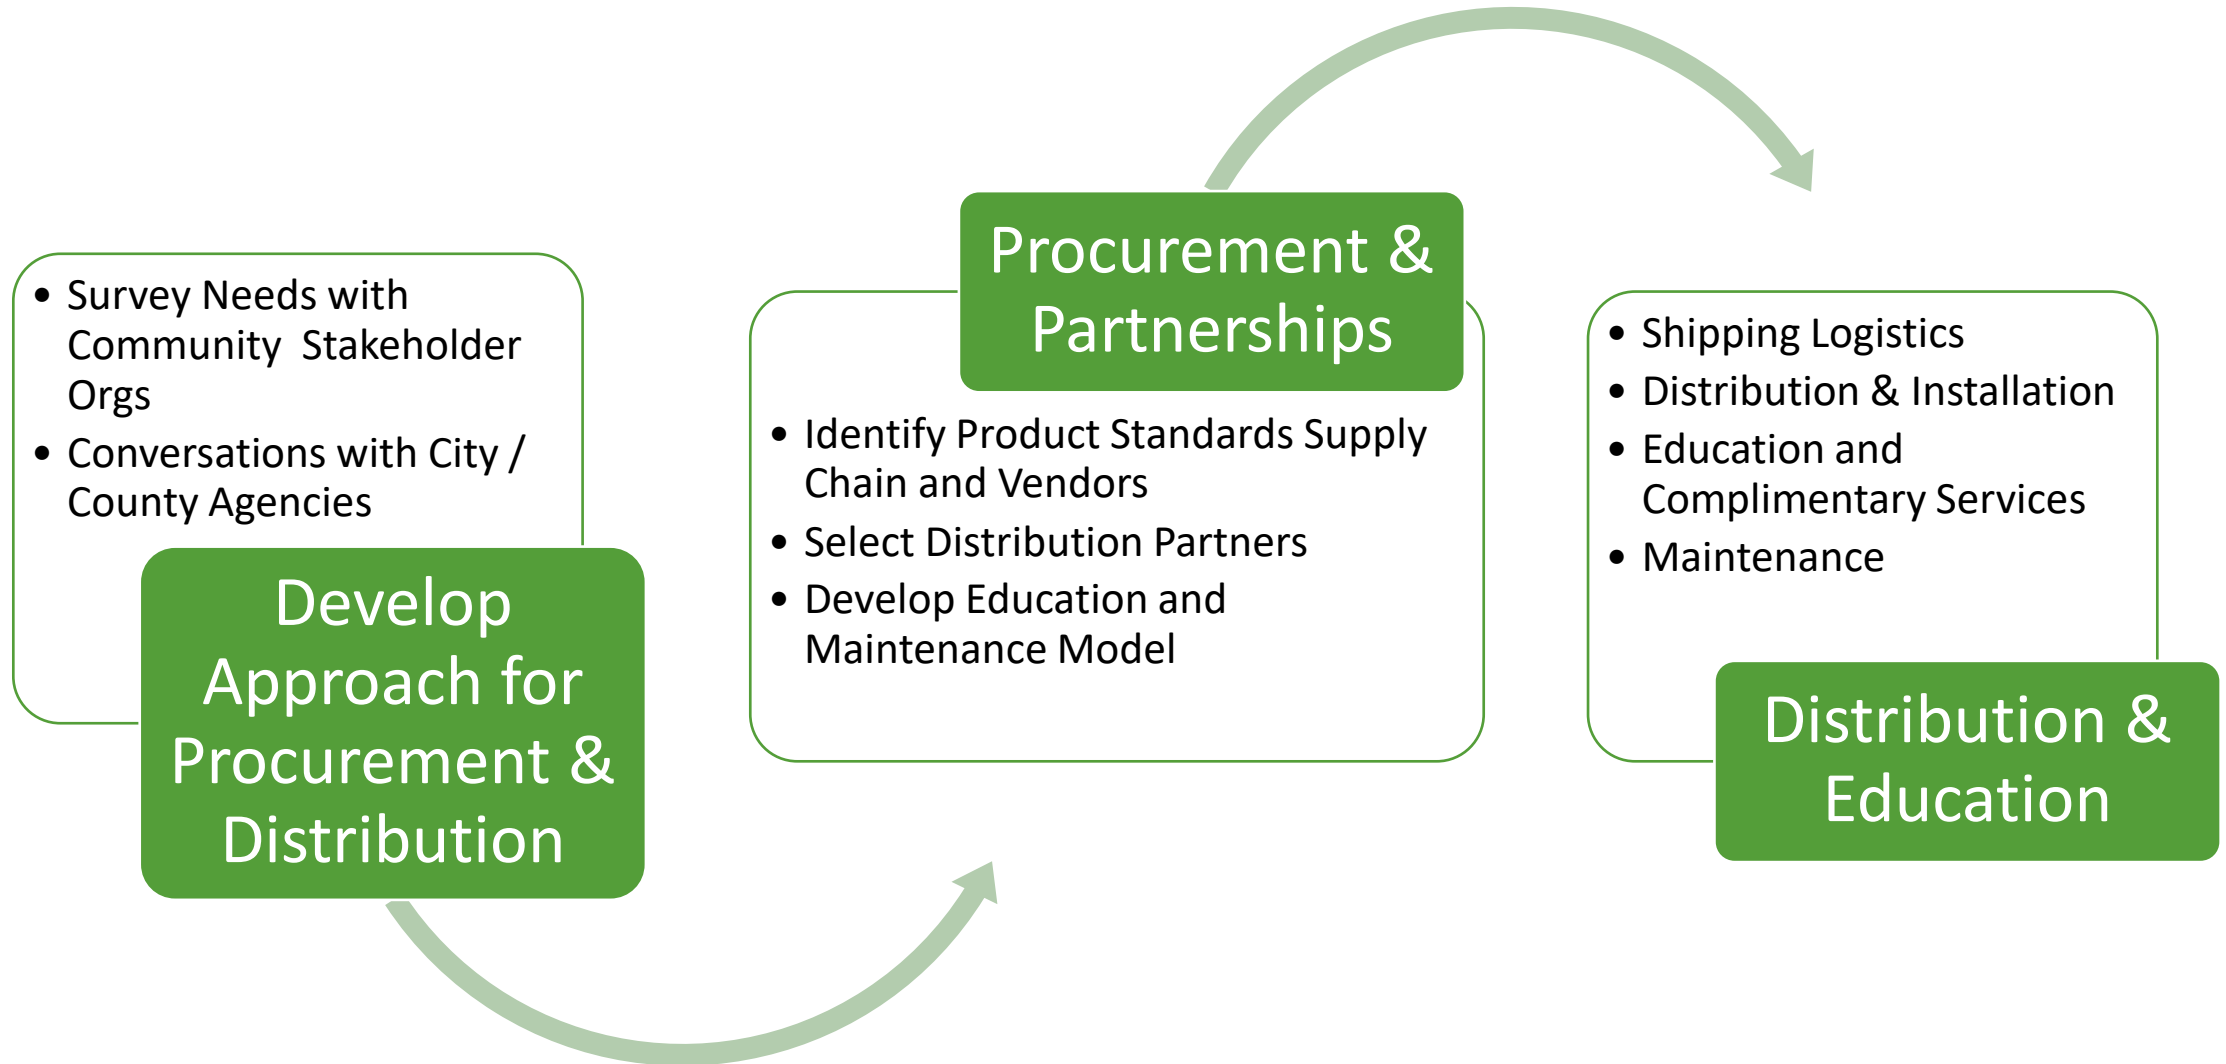 • Survey Needs with
Community  Stakeholder
Orgs
• Conversations with City /
County Agencies
Develop
Approach for
Procurement &
Distribution
Procurement &
Partnerships
• Identify Product Standards Supply
Chain and Vendors
• Select Distribution Partners
• Develop Education and
Maintenance Model
• Shipping Logistics
• Distribution & Installation
• Education and
Complimentary Services
• Maintenance
Distribution &
Education